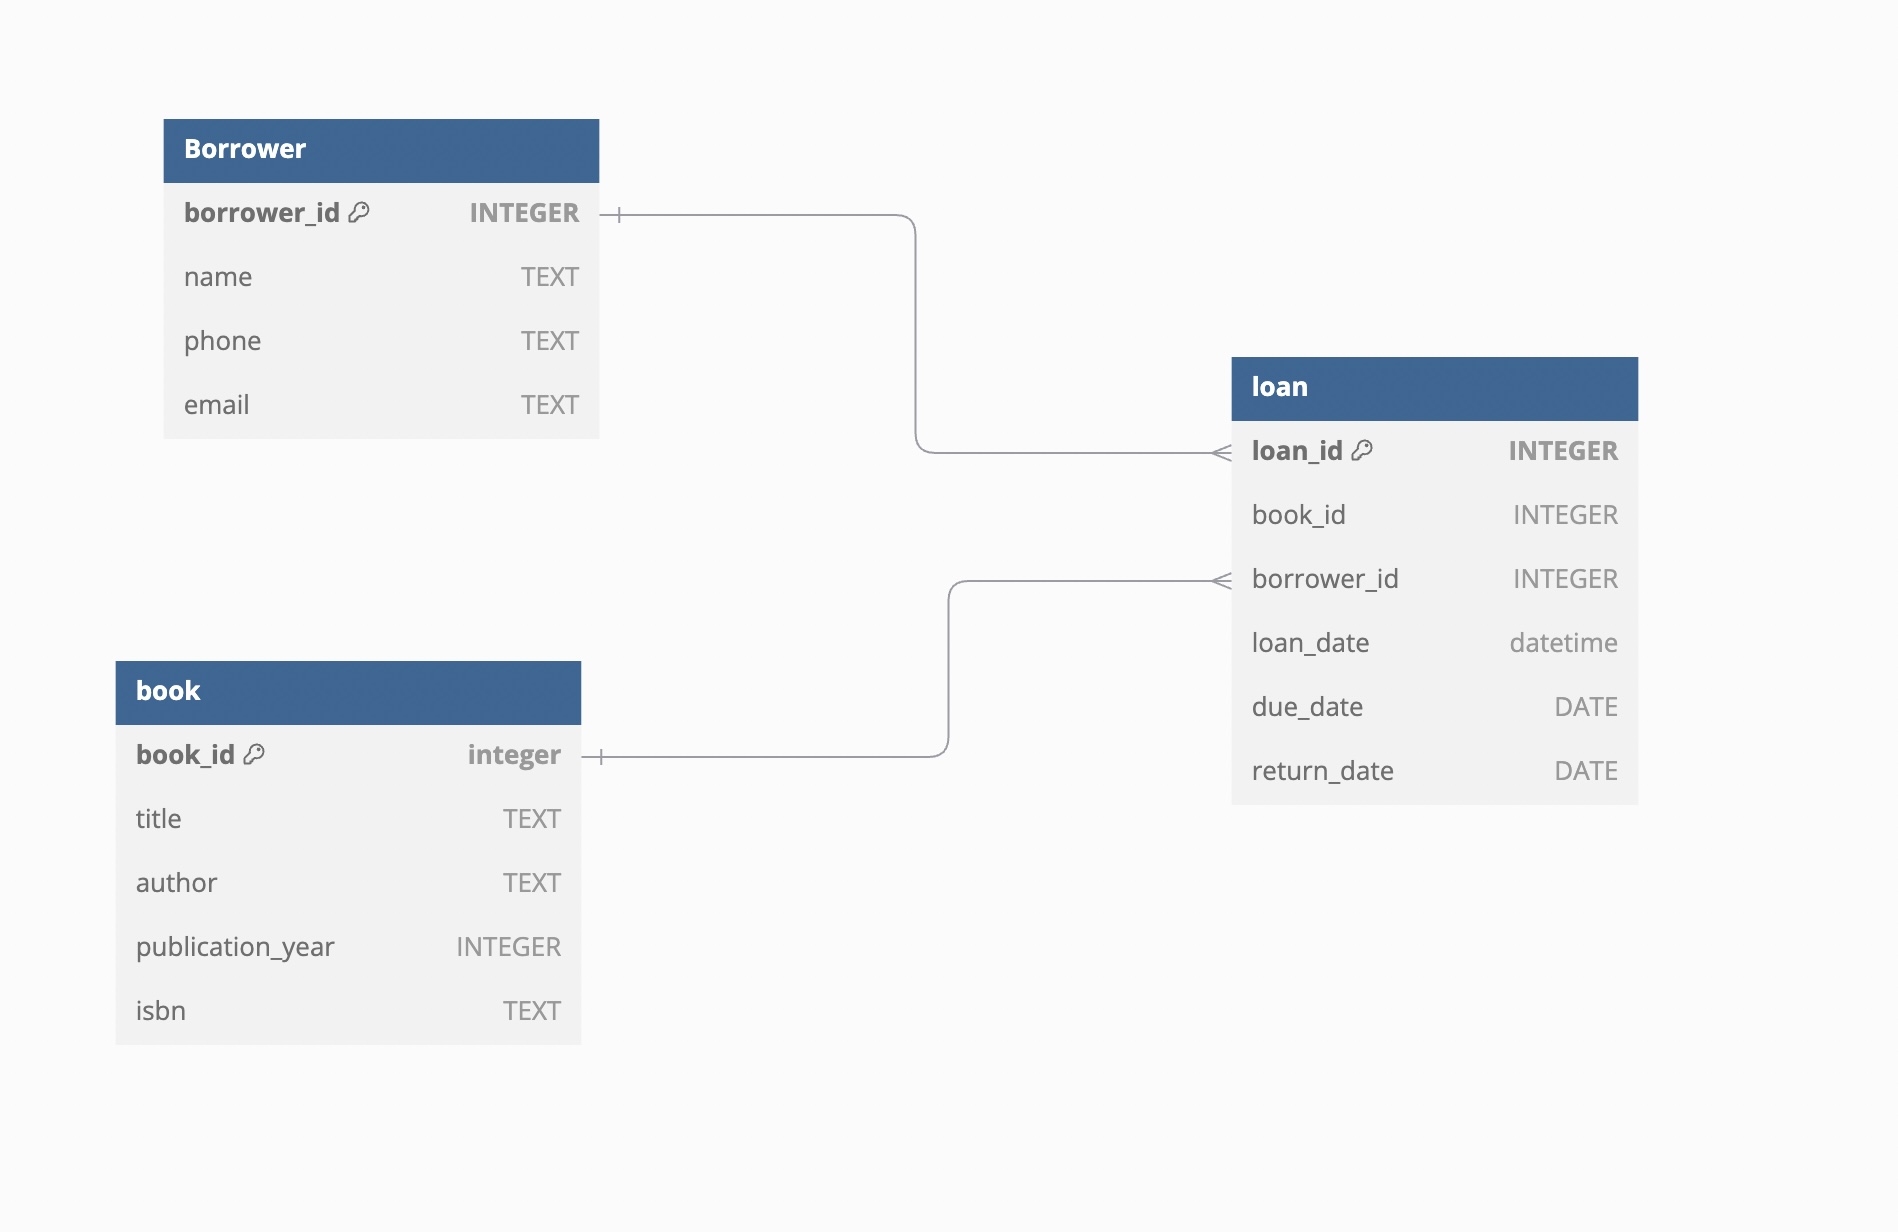 Borrower
borrower_id INTEGER
name TEXT
phone TEXT
email TEXT
loan
loan_id INTEGER
book_id INTEGER
borrower_id INTEGER
loan_date datetime
due_date DATE
return_date DATE
book
book_id integer
title TEXT
author TEXT
publication_year INTEGER
isbn TEXT